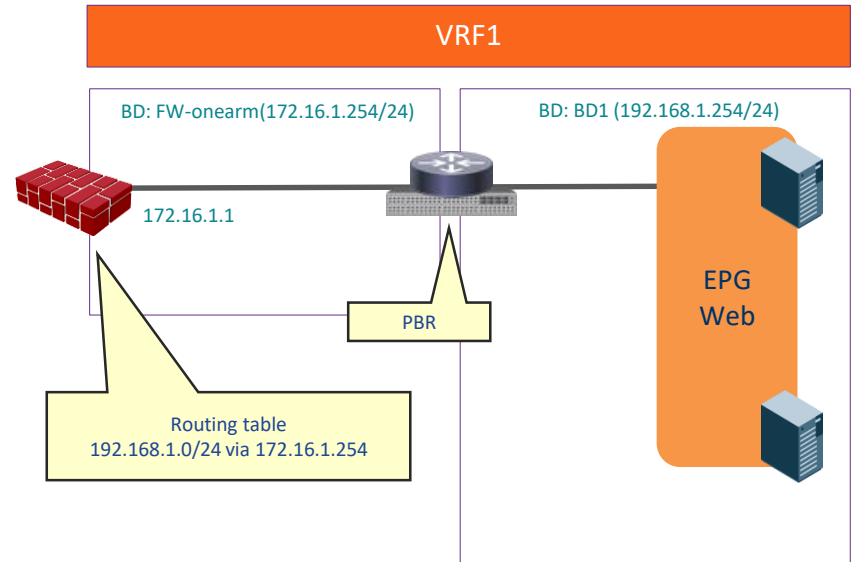 VRF1
BD: FW-onearm(172.16.1.254/24)
BD: BD1 (192.168.1.254/24)
172.16.1.1
EPG
Web
PBR
Routing table
192.168.1.0/24 via 172.16.1.254